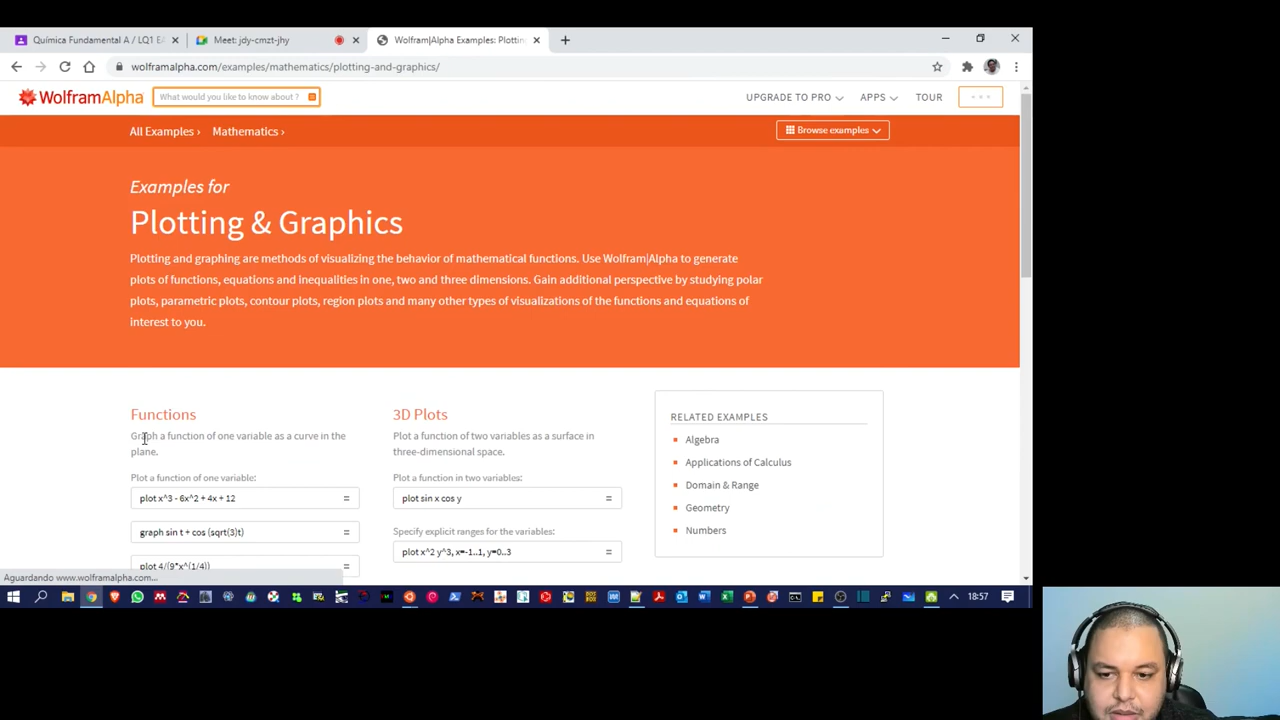 Química Fundamental A / LQ1 EA
Meet: jdy-cmzt-jhy
Wolfram|Alpha Examples: Plottin
wolframalpha.com/examples/mathematics/plotting-and-graphics/
WolframAlpha
What would you like to know about ?
UPGRADE TO PRO
APPS
TOUR
All Examples ›
Mathematics ›
Browse examples
Examples for
Plotting & Graphics
Plotting and graphing are methods of visualizing the behavior of mathematical functions. Use Wolfram|Alpha to generate
plots of functions, equations and inequalities in one, two and three dimensions. Gain additional perspective by studying polar
plots, parametric plots, contour plots, region plots and many other types of visualizations of the functions and equations of
interest to you.
Functions
Graph a function of one variable as a curve in the
plane.
Plot a function of one variable:
plot x^3 - 6x^2 + 4x + 12 =
graph sin t + cos (sqrt(3)t) =
plot 4/(9*x^(1/4)) =
3D Plots
Plot a function of two variables as a surface in
three-dimensional space.
Plot a function in two variables:
plot sin x cos y =
Specify explicit ranges for the variables:
plot x^2 y^3, x=-1..1, y=0..3 =
RELATED EXAMPLES
Algebra
Applications of Calculus
Domain & Range
Geometry
Numbers
Aguardando www.wolframalpha.com...
18:57